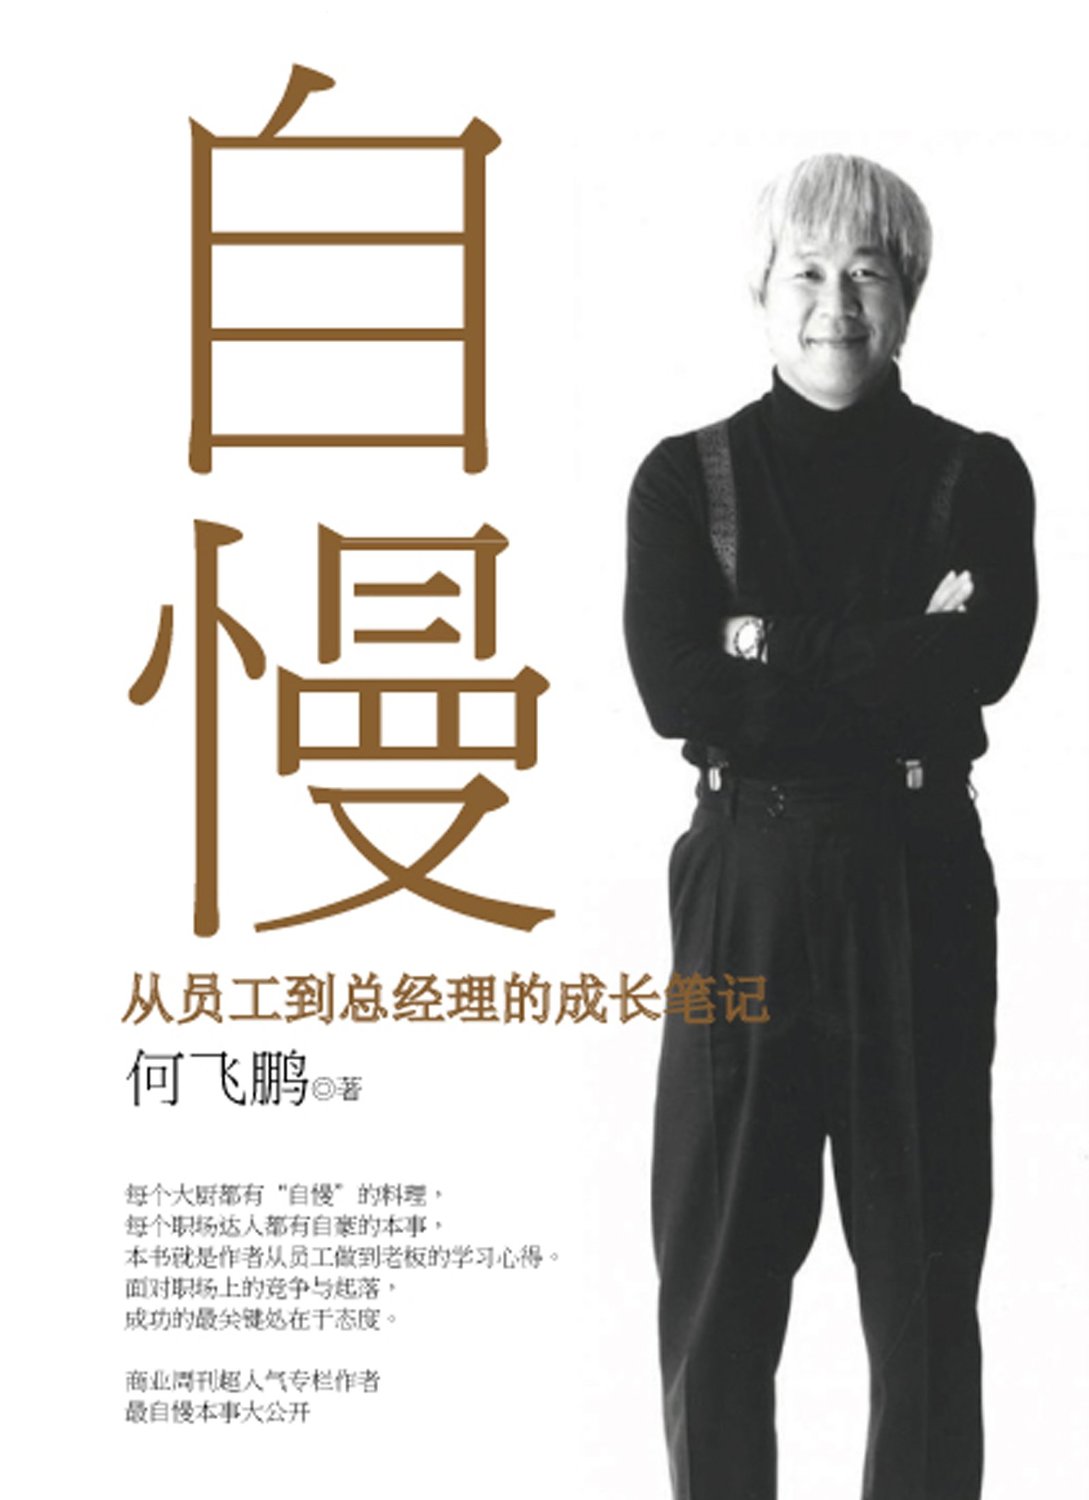 自
慢
从员工到总经理的成长笔记
何飞鹏◎著
每个大厨都有“自慢”的料理，
每个职场达人都有自豪的本事，
本书就是作者从员工做到老板的学习心得。
面对职场上的竞争与起落，
成功的最关键处在于态度。
商业周刊超人气专栏作者
最自慢本事大公开